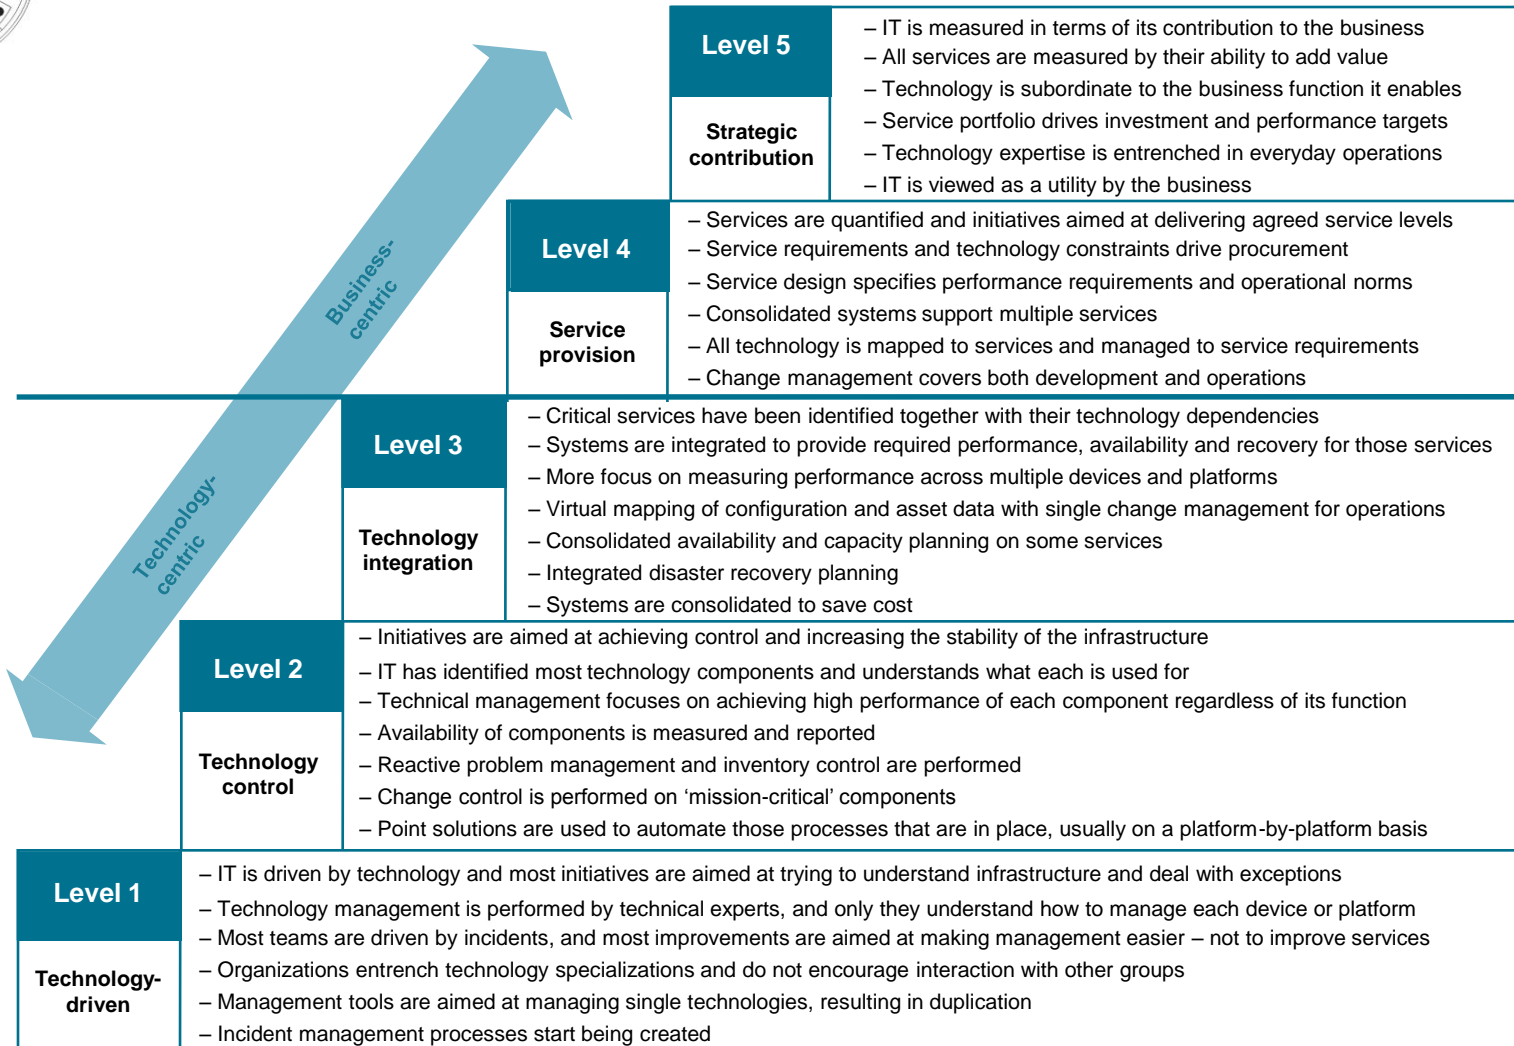 Level 5
Strategic
contribution
– IT is measured in terms of its contribution to the business
– All services are measured by their ability to add value
– Technology is subordinate to the business function it enables
– Service portfolio drives investment and performance targets
– Technology expertise is entrenched in everyday operations
– IT is viewed as a utility by the business
Business-
centric
Level 4
Service
provision
– Services are quantified and initiatives aimed at delivering agreed service levels
– Service requirements and technology constraints drive procurement
– Service design specifies performance requirements and operational norms
– Consolidated systems support multiple services
– All technology is mapped to services and managed to service requirements
– Change management covers both development and operations
Technology-
centric
Level 3
Technology
integration
– Critical services have been identified together with their technology dependencies
– Systems are integrated to provide required performance, availability and recovery for those services
– More focus on measuring performance across multiple devices and platforms
– Virtual mapping of configuration and asset data with single change management for operations
– Consolidated availability and capacity planning on some services
– Integrated disaster recovery planning
– Systems are consolidated to save cost
Level 2
Technology
control
– Initiatives are aimed at achieving control and increasing the stability of the infrastructure
– IT has identified most technology components and understands what each is used for
– Technical management focuses on achieving high performance of each component regardless of its function
– Availability of components is measured and reported
– Reactive problem management and inventory control are performed
– Change control is performed on ‘mission-critical’ components
– Point solutions are used to automate those processes that are in place, usually on a platform-by-platform basis
Level 1
Technology-
driven
– IT is driven by technology and most initiatives are aimed at trying to understand infrastructure and deal with exceptions
– Technology management is performed by technical experts, and only they understand how to manage each device or platform
– Most teams are driven by incidents, and most improvements are aimed at making management easier – not to improve services
– Organizations entrench technology specializations and do not encourage interaction with other groups
– Management tools are aimed at managing single technologies, resulting in duplication
– Incident management processes start being created